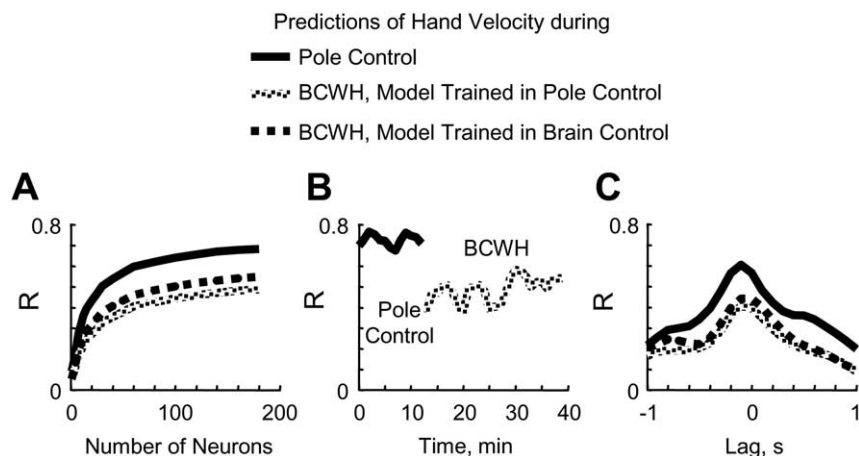 Predictions of Hand Velocity during
Pole Control
BCWH, Model Trained in Pole Control
BCWH, Model Trained in Brain Control
A
0.8
R
0
0
100
200
Number of Neurons
B
0.8
BCWH
R
Pole
Control
0
0
10
20
30
40
Time, min
C
0.8
R
0
-1
0
1
Lag, s